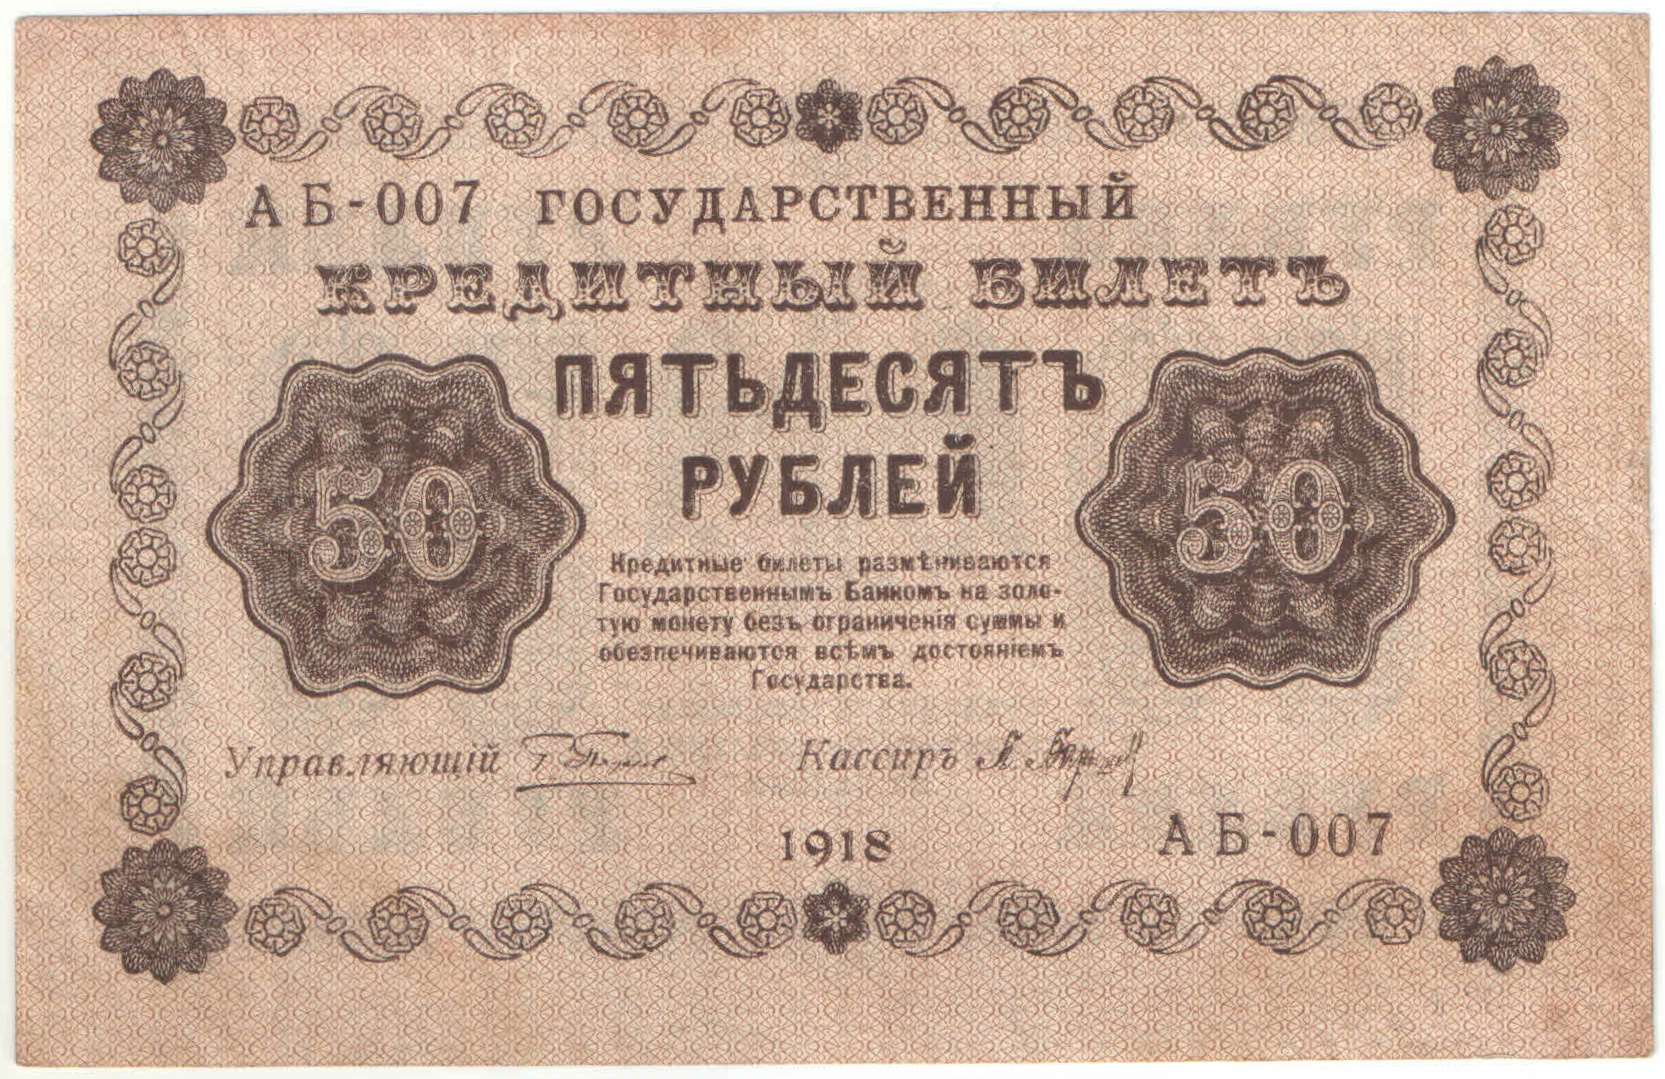 АБ-007 ГОСУДАРСТВЕННЫЙ
КРЕДИТНЫЙ БИЛЕТЪ
ПЯТЬДЕСЯТЪ
РУБЛЕЙ
50
50
Кредитные билеты размѣниваются
Государственнымъ Банкомъ на золо-
тую монету безъ ограниченія суммы и
обезпечиваются всѣмъ достояніемъ
Государства.
Управляющій
Кассиръ
1918
АБ-007